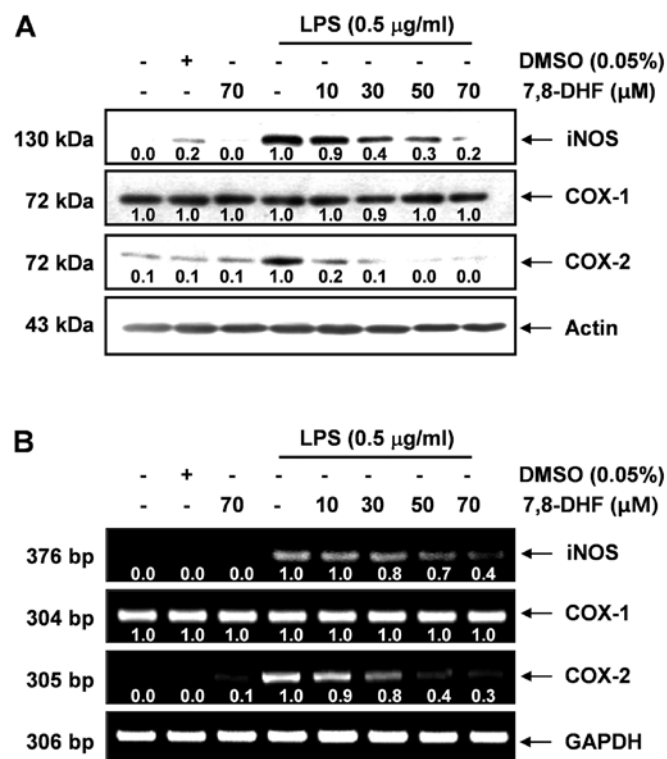 A
LPS (0.5 μg/ml)
- + - - - - - - DMSO (0.05%)
- - 70 - 10 30 50 70 7,8-DHF (μM)
130 kDa iNOS
0.0 0.2 0.0 1.0 0.9 0.4 0.3 0.2
72 kDa COX-1
1.0 1.0 1.0 1.0 1.0 0.9 1.0 1.0
72 kDa COX-2
0.1 0.1 0.1 1.0 0.2 0.1 0.0 0.0
43 kDa Actin
B
LPS (0.5 μg/ml)
- + - - - - - - DMSO (0.05%)
- - 70 - 10 30 50 70 7,8-DHF (μM)
376 bp iNOS
0.0 0.0 0.0 1.0 1.0 0.8 0.7 0.4
304 bp COX-1
1.0 1.0 1.0 1.0 1.0 1.0 1.0 1.0
305 bp COX-2
0.0 0.0 0.1 1.0 0.9 0.8 0.4 0.3
306 bp GAPDH